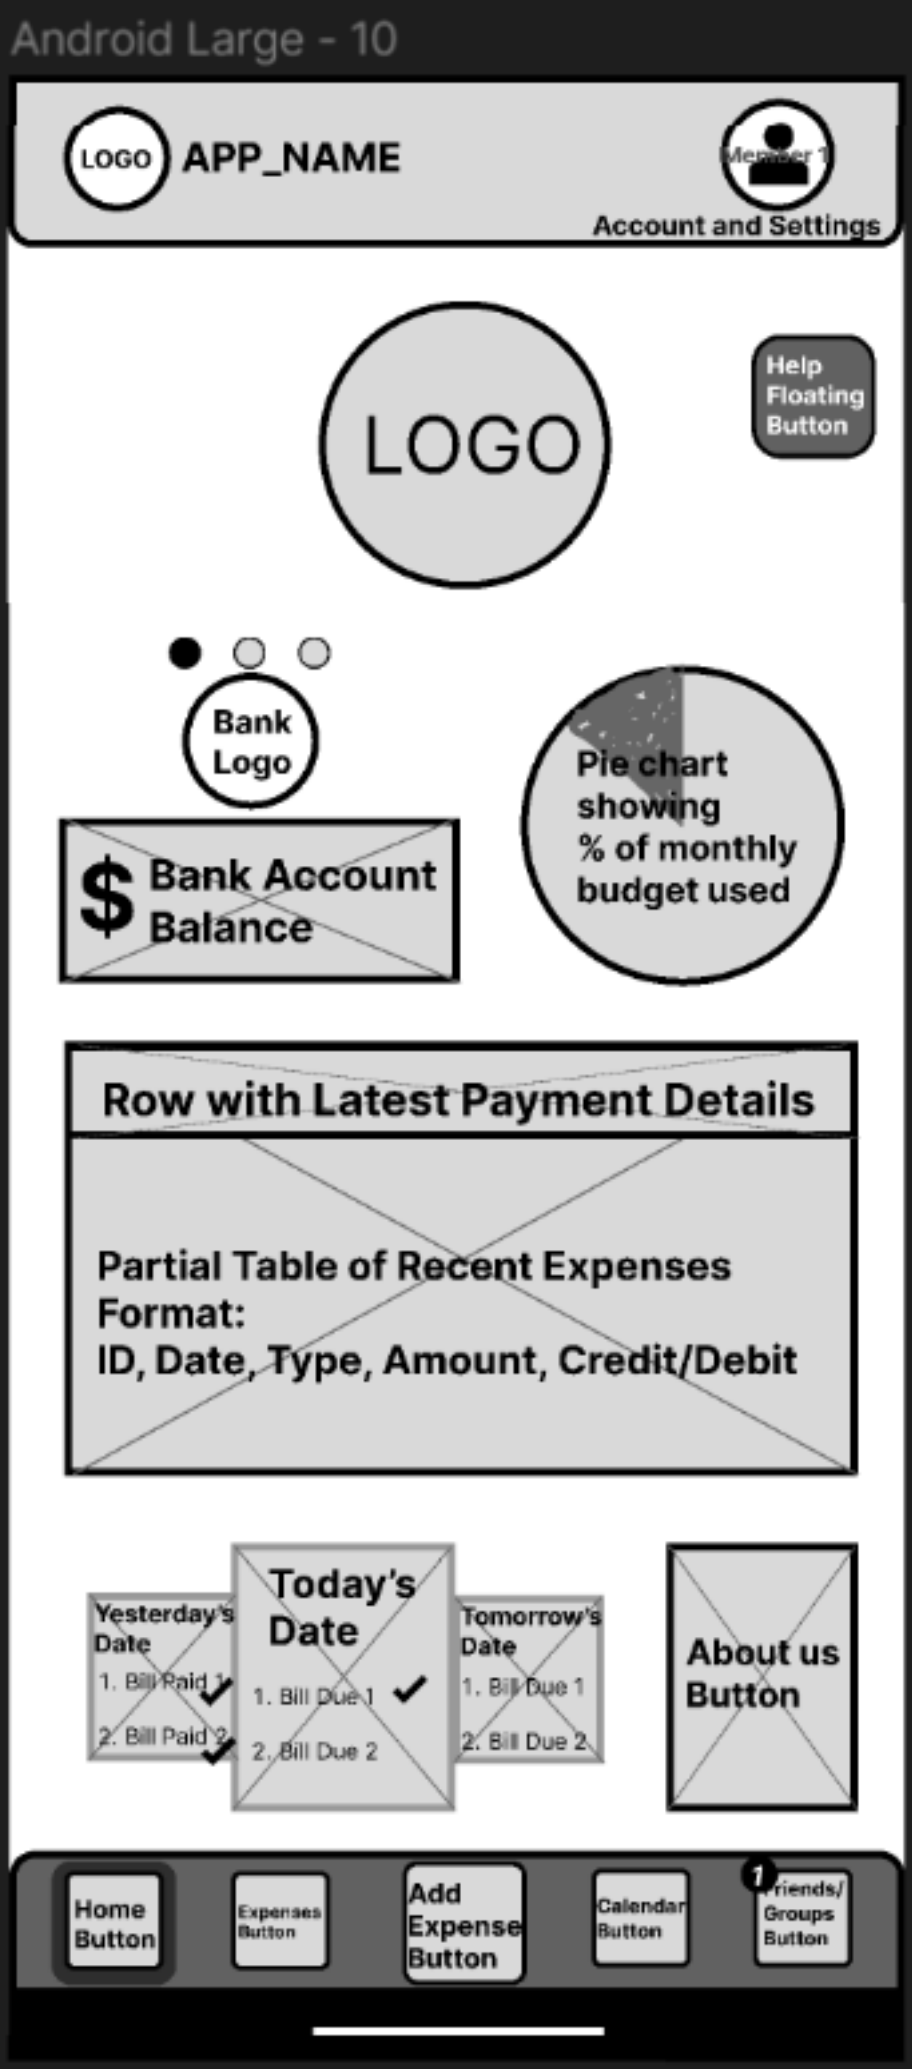 Android Large - 10
LOGO
APP_NAME
Member 1
Account and Settings
LOGO
Help
Floating
Button
Bank
Logo
$
Bank Account
Balance
Pie chart
showing
% of monthly
budget used
Row with Latest Payment Details
Partial Table of Recent Expenses
Format:
ID, Date, Type, Amount, Credit/Debit
Yesterday's
Date
1. Bill Paid 1
2. Bill Paid 2
Today's
Date
1. Bill Due 1
2. Bill Due 2
Tomorrow's
Date
1. Bill Due 1
2. Bill Due 2
About us
Button
Home
Button
Expenses
Button
Add
Expense
Button
Calendar
Button
1
Friends/
Groups
Button